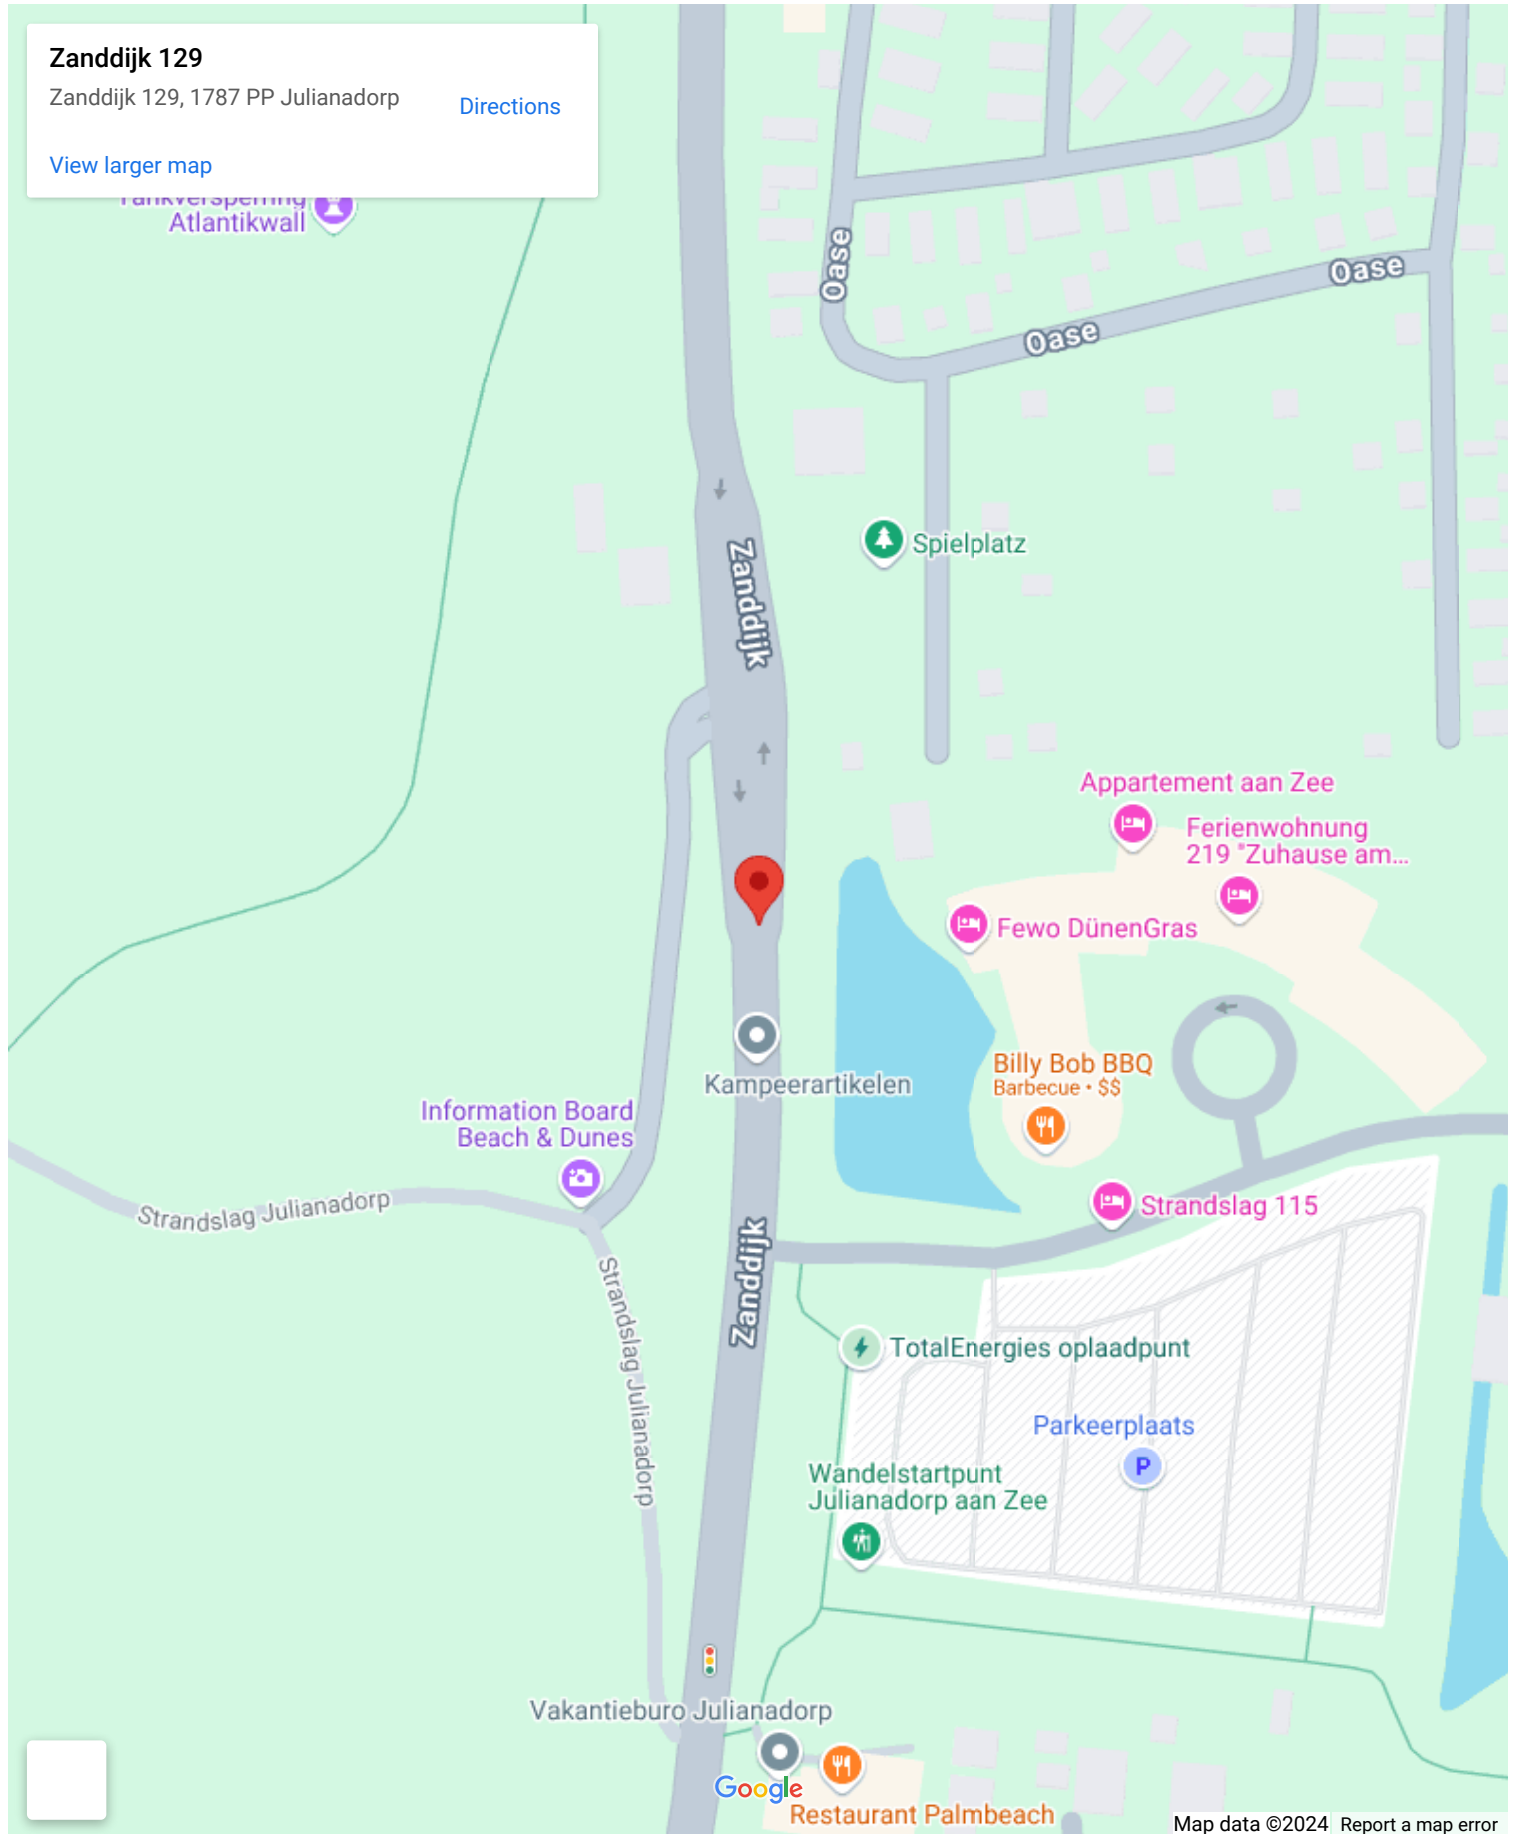 Zanddijk 129
Zanddijk 129, 1787 PP Julianadorp
Directions
View larger map
Tankversperring
Atlantikwall
Oase
Oase
Oase
Spielplatz
Zanddijk
Appartement aan Zee
Ferienwohnung
219 "Zuhause am...
Fewo DünenGras
Billy Bob BBQ
Barbecue • $$
Kampeerartikelen
Information Board
Beach & Dunes
Strandslag Julianadorp
Strandslag 115
Zanddijk
Strandslag Julianadorp
TotalEnergies oplaadpunt
Parkeerplaats
P
Wandelstartpunt
Julianadorp aan Zee
Vakantieburo Julianadorp
Google
Restaurant Palmbeach
Map data ©2024
Report a map error